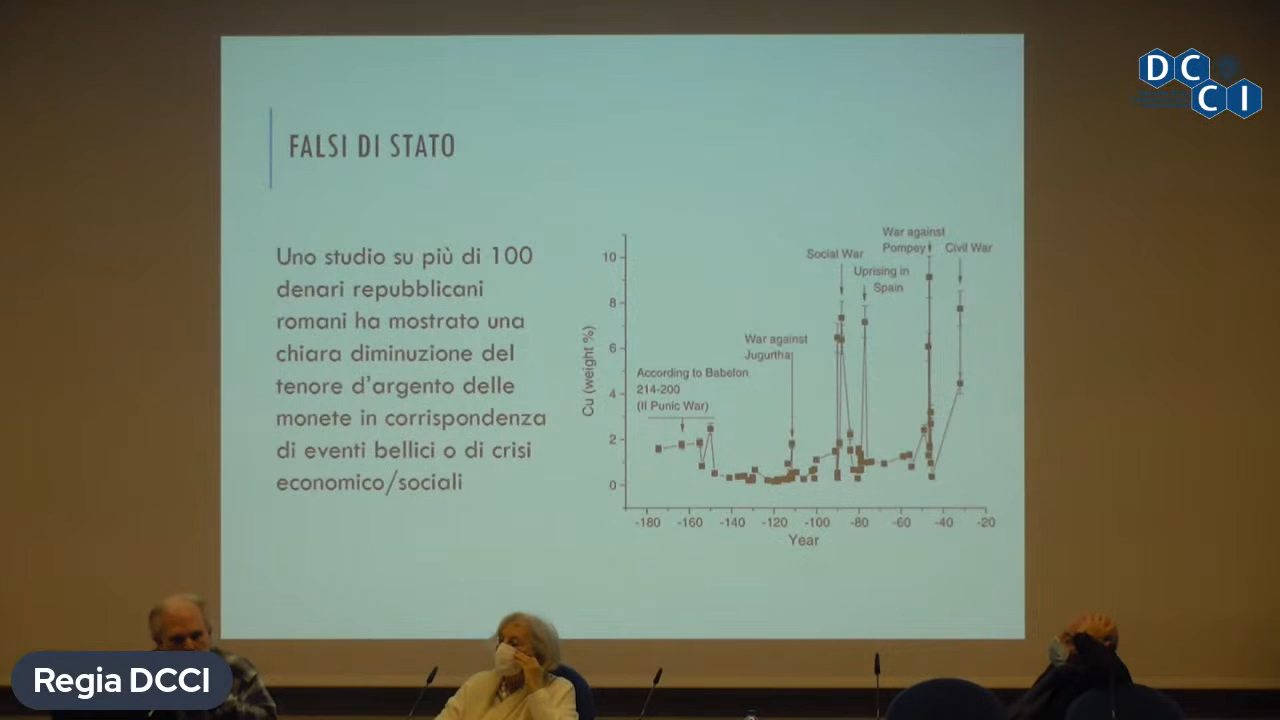 DC
CI
FALSI DI STATO
Uno studio su più di 100
denari repubblicani
romani ha mostrato una
chiara diminuzione del
tenore d'argento delle
monete in corrispondenza
di eventi bellici o di crisi
economico/sociali
War against
Pompey
Civil War
Social War
Uprising in
Spain
War against
Jugurtha
According to Babelon
214-200
(II Punic War)
Cu (weight %)
10
8
6
4
2
0
-180 -160 -140 -120 -100 -80 -60 -40 -20
Year
Regia DCCI